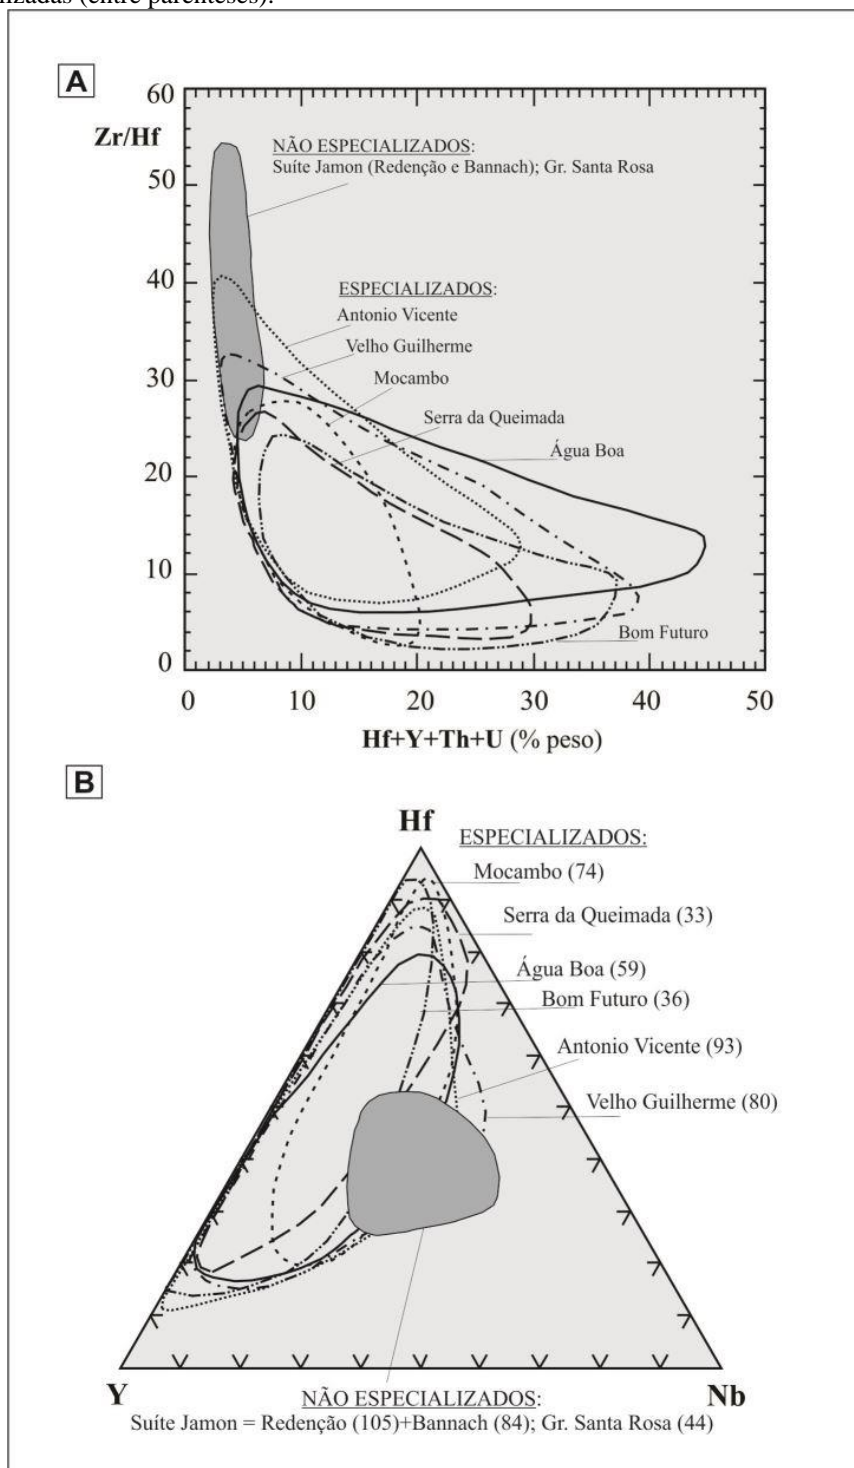 (entre parênteses).
A
Zr/Hf
60
50
40
30
20
10
0
NÃO ESPECIALIZADOS:
Suíte Jamon (Redenção e Bannach); Gr. Santa Rosa
ESPECIALIZADOS:
Antonio Vicente
Velho Guilherme
Mocambo
Serra da Queimada
Água Boa
Bom Futuro
0 10 20 30 40 50
Hf+Y+Th+U (% peso)
B
Hf
ESPECIALIZADOS:
Mocambo (74)
Serra da Queimada (33)
Água Boa (59)
Bom Futuro (36)
Antonio Vicente (93)
Velho Guilherme (80)
Y
Nb
NÃO ESPECIALIZADOS:
Suíte Jamon = Redenção (105)+Bannach (84); Gr. Santa Rosa (44)